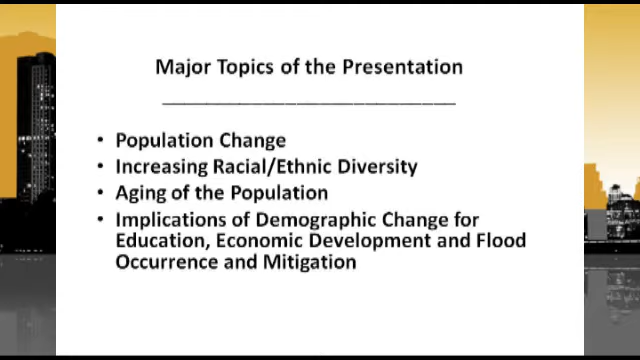 Major Topics of the Presentation
• Population Change
• Increasing Racial/Ethnic Diversity
• Aging of the Population
• Implications of Demographic Change for
Education, Economic Development and Flood
Occurrence and Mitigation